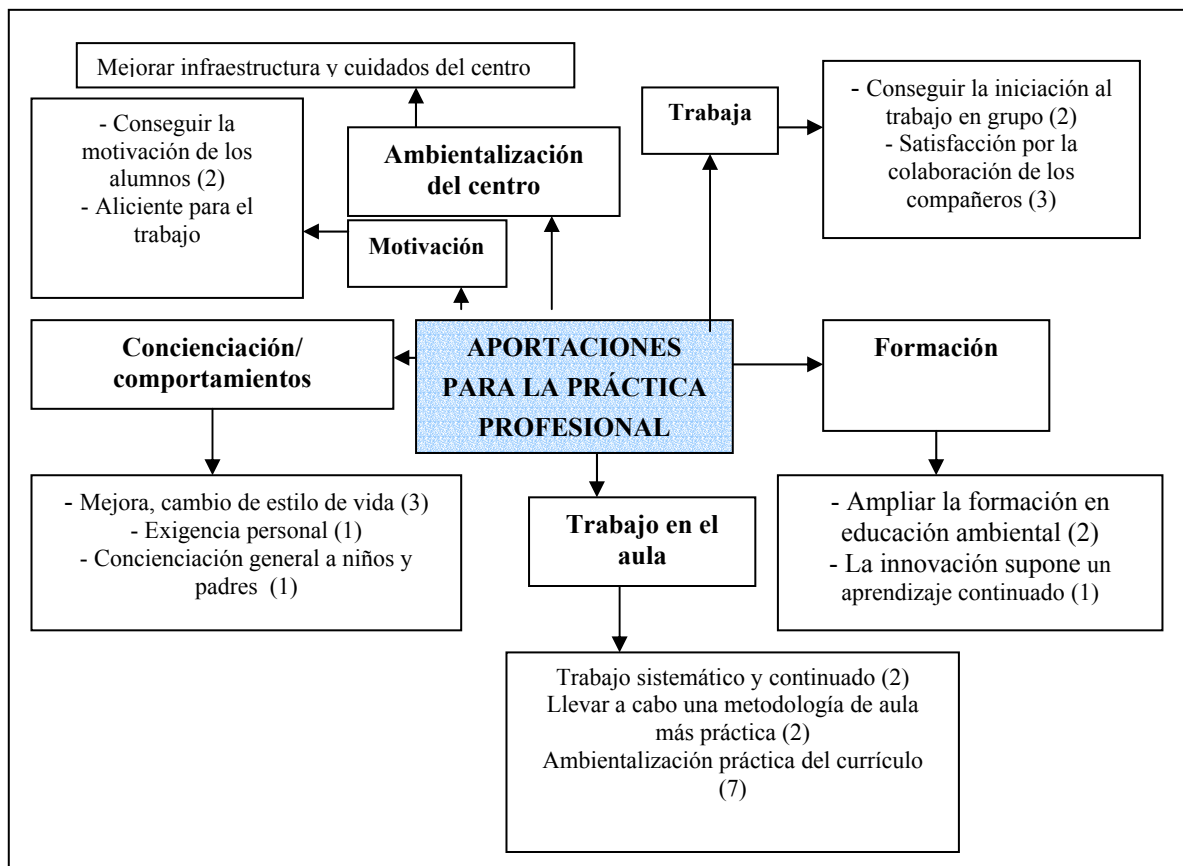 Mejorar infraestructura y cuidados del centro
- Conseguir la
motivación de los
alumnos (2)
- Aliciente para el
trabajo
Ambientalización
del centro
Motivación
Trabaja
- Conseguir la iniciación al
trabajo en grupo (2)
- Satisfacción por la
colaboración de los
compañeros (3)
Concienciación/
comportamientos
APORTACIONES
PARA LA PRÁCTICA
PROFESIONAL
Formación
- Mejora, cambio de estilo de vida (3)
- Exigencia personal (1)
- Concienciación general a niños y
padres (1)
Trabajo en el
aula
- Ampliar la formación en
educación ambiental (2)
- La innovación supone un
aprendizaje continuado (1)
Trabajo sistemático y continuado (2)
Llevar a cabo una metodología de aula
más práctica (2)
Ambientalización práctica del currículo
(7)